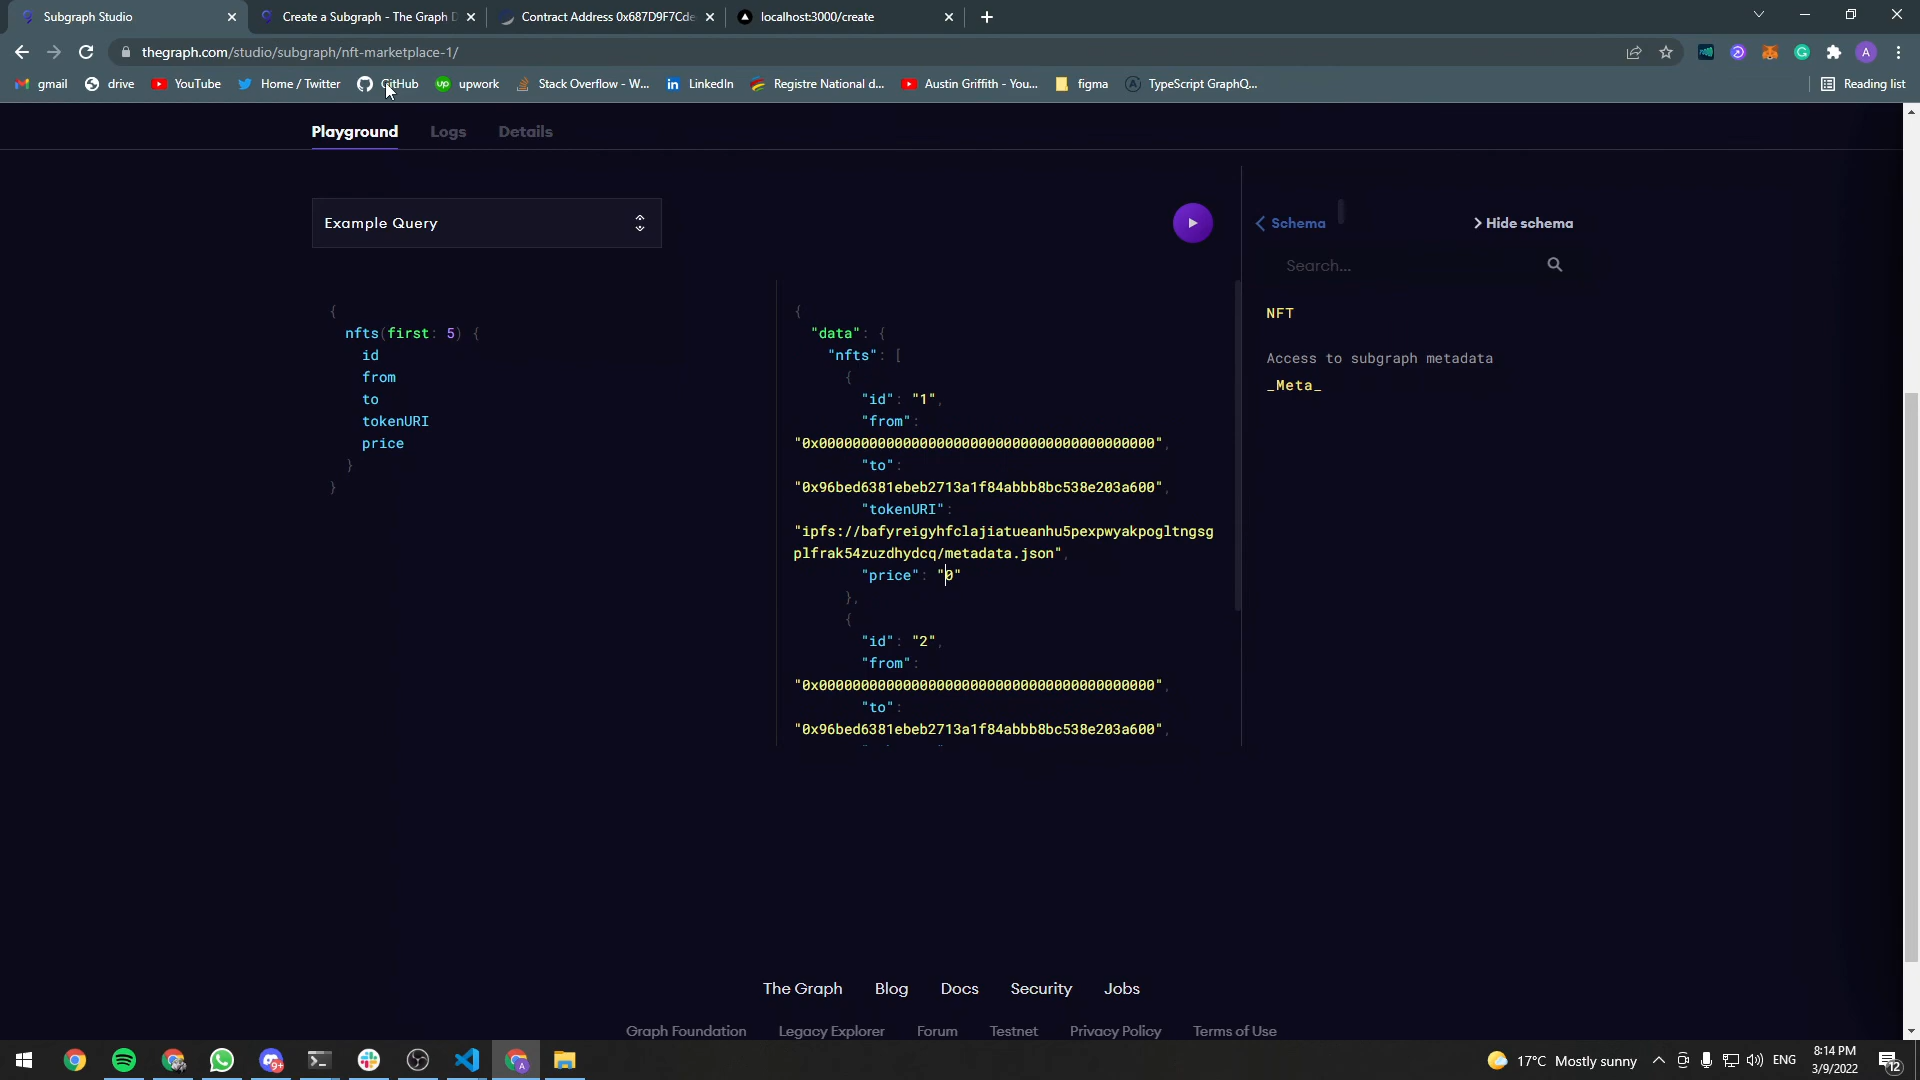 Subgraph Studio
Create a Subgraph - The Graph D
Contract Address 0x687D9F7Cde
localhost:3000/create
thegraph.com/studio/subgraph/nft-marketplace-1/
A
gmail
drive
YouTube
Home / Twitter
GitHub
up upwork
Stack Overflow - W...
in LinkedIn
Registre National d...
Austin Griffith - You...
figma
TypeScript GraphQ...
Reading list
Playground
Logs
Details
Example Query
Schema
Hide schema
Search...
{
nfts(first: 5) {
id
from
to
tokenURI
price
}
}
{
"data": {
"nfts": [
{
"id": "1",
"from":
"0x0000000000000000000000000000000000000000",
"to":
"0x96bed6381ebeb2713a1f84abbb8bc538e203a600",
"tokenURI":
"ipfs://bafyreigyhfclajiatueanhu5pexpwyakpogltngsg
plfrak54zuzdhydcq/metadata.json",
"price": "0"
},
{
"id": "2",
"from":
"0x0000000000000000000000000000000000000000",
"to":
"0x96bed6381ebeb2713a1f84abbb8bc538e203a600",
NFT
Access to subgraph metadata
_Meta_
The Graph
Blog
Docs
Security
Jobs
Graph Foundation
Legacy Explorer
Forum
Testnet
Privacy Policy
Terms of Use
9+
A
17°C Mostly sunny
ENG
8:14 PM
3/9/2022
12